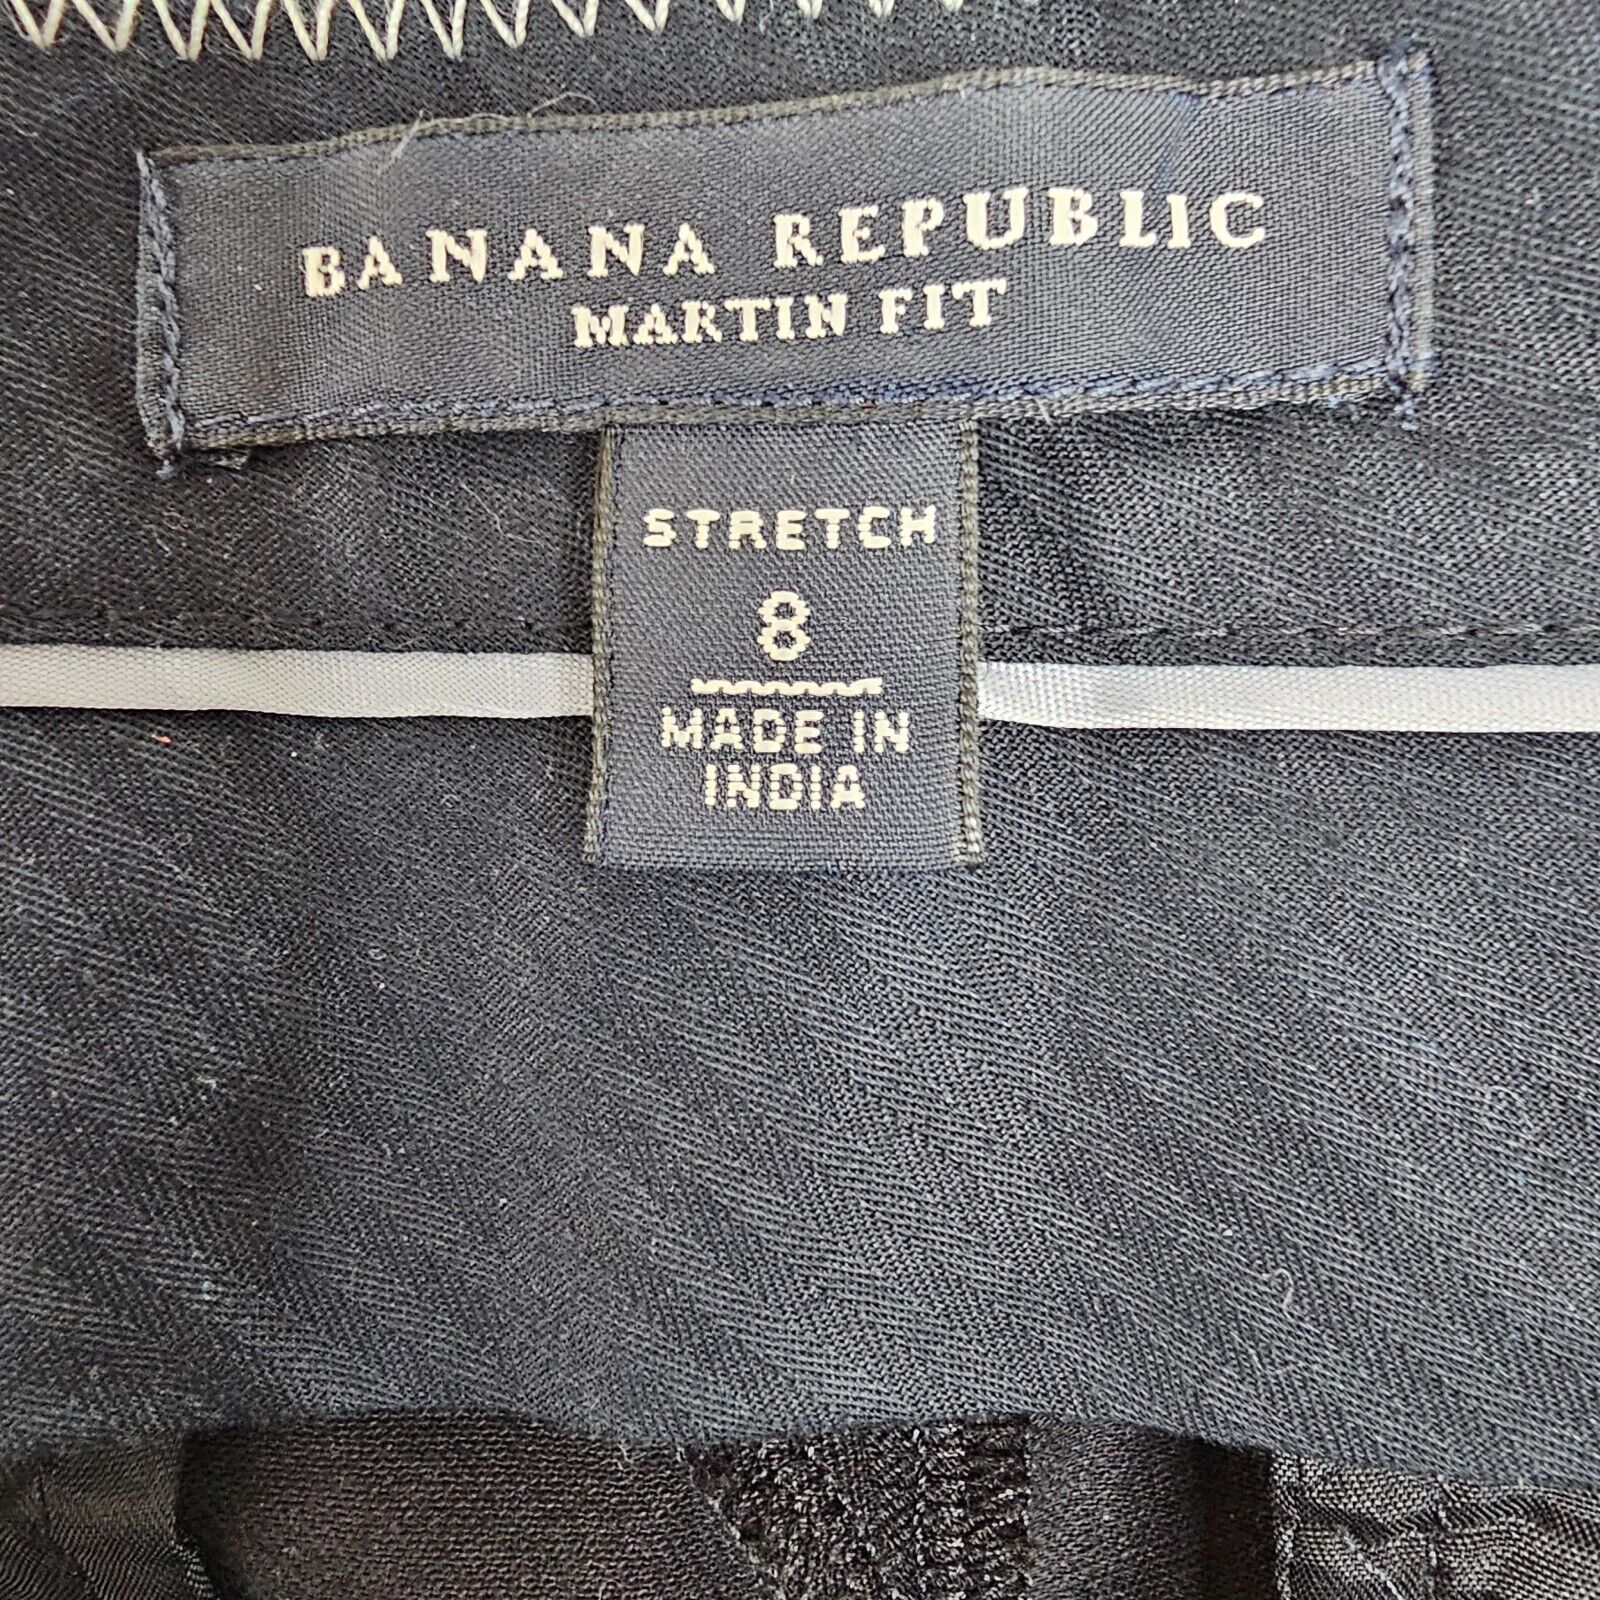 BANANA REPUBLIC
MARTIN FIT
STRETCH
8
MADE IN
INDIA